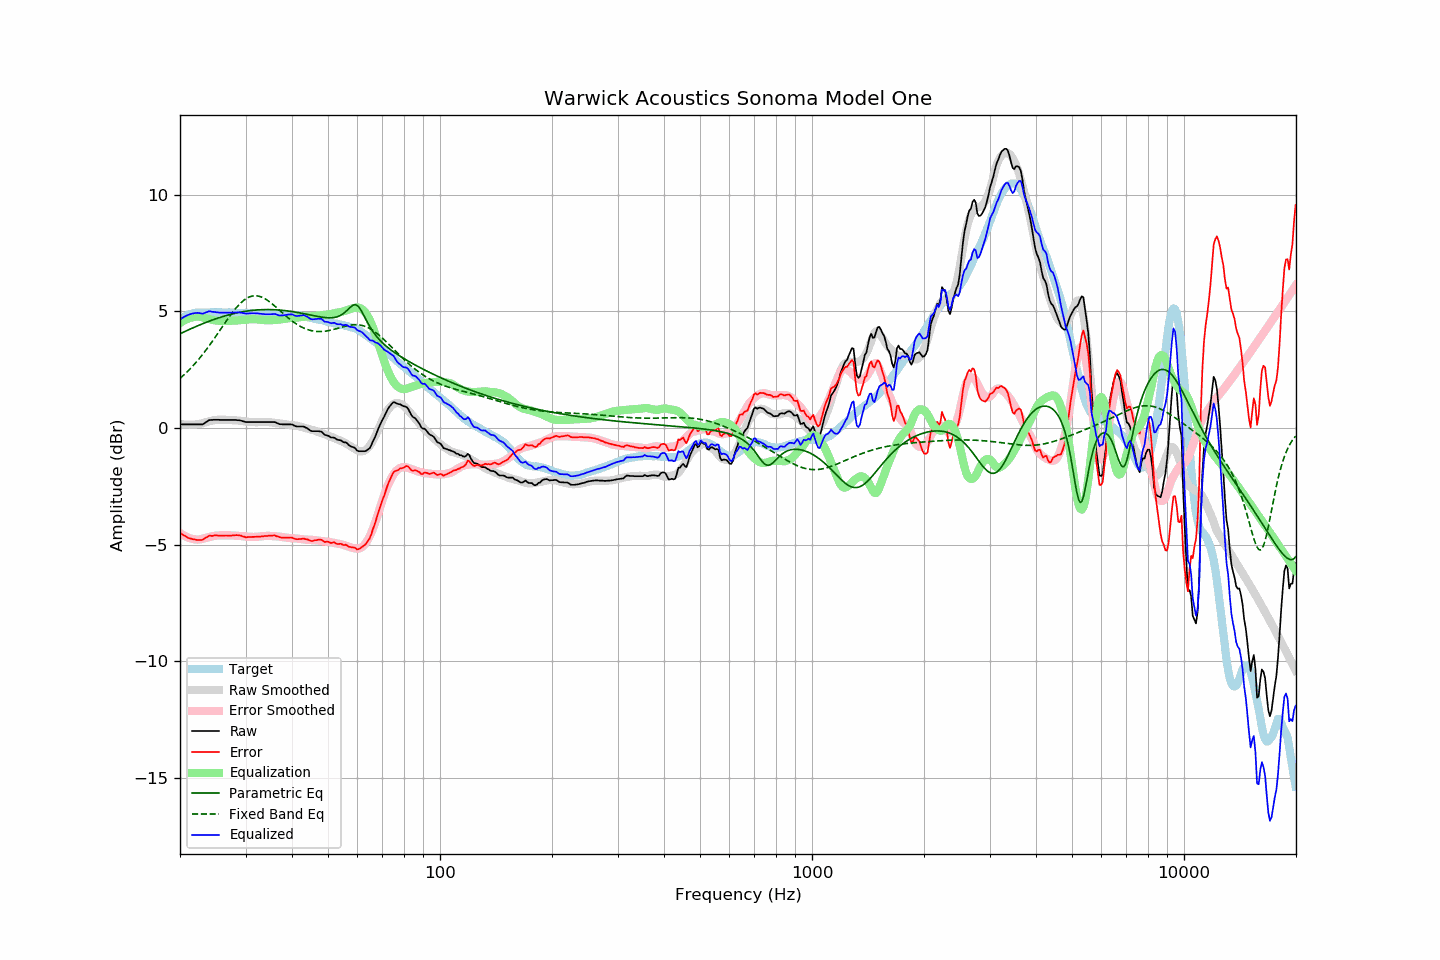 Warwick Acoustics Sonoma Model One
Amplitude (dBr)
10
5
0
−5
−10
−15
Target
Raw Smoothed
Error Smoothed
Raw
Error
Equalization
Parametric Eq
Fixed Band Eq
Equalized
100
1000
10000
Frequency (Hz)